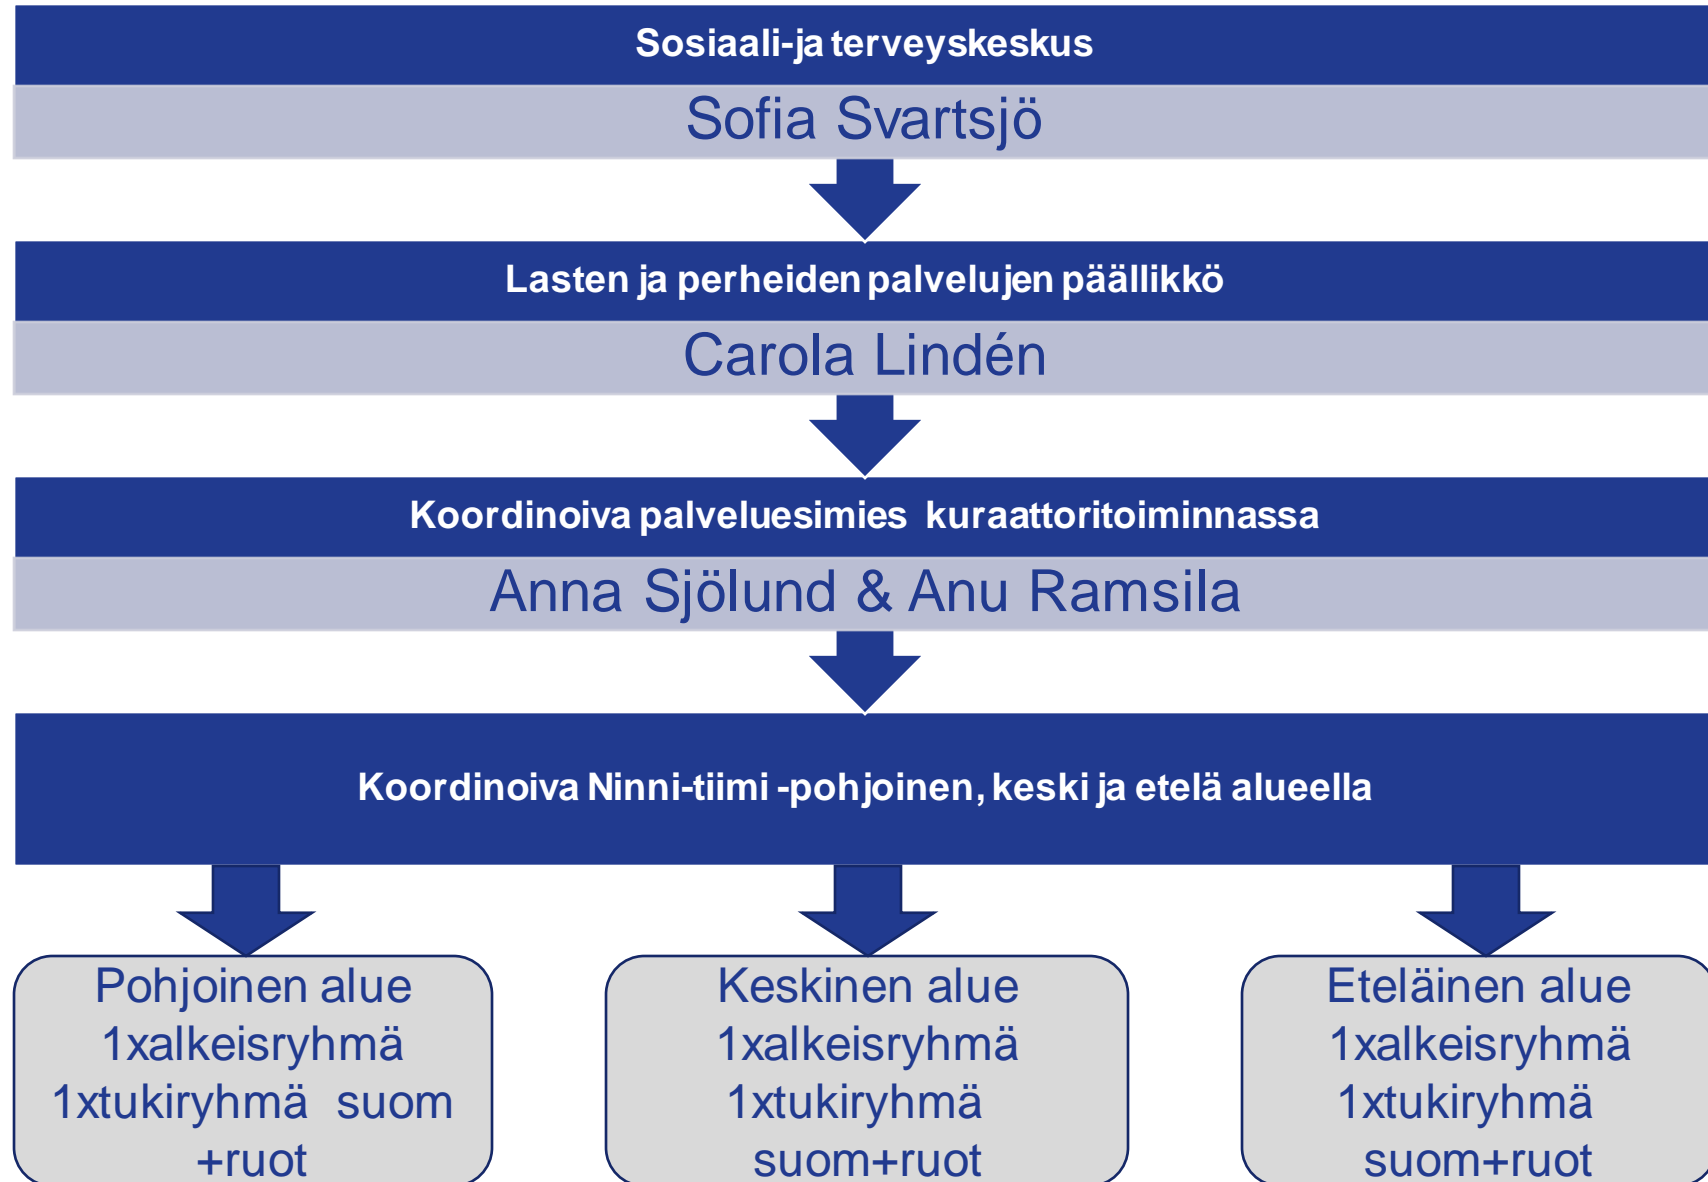 Sosiaali-ja terveyskeskus
Sofia Svartsjö
Lasten ja perheiden palvelujen päällikkö
Carola Lindén
Koordinoiva palveluesimies kuraattoritoiminnassa
Anna Sjölund & Anu Ramsila
Koordinoiva Ninni-tiimi -pohjoinen, keski ja etelä alueella
Pohjoinen alue
1xalkeisryhmä
1xtukiryhmä suom
+ruot
Keskinen alue
1xalkeisryhmä
1xtukiryhmä
suom+ruot
Eteläinen alue
1xalkeisryhmä
1xtukiryhmä
suom+ruot